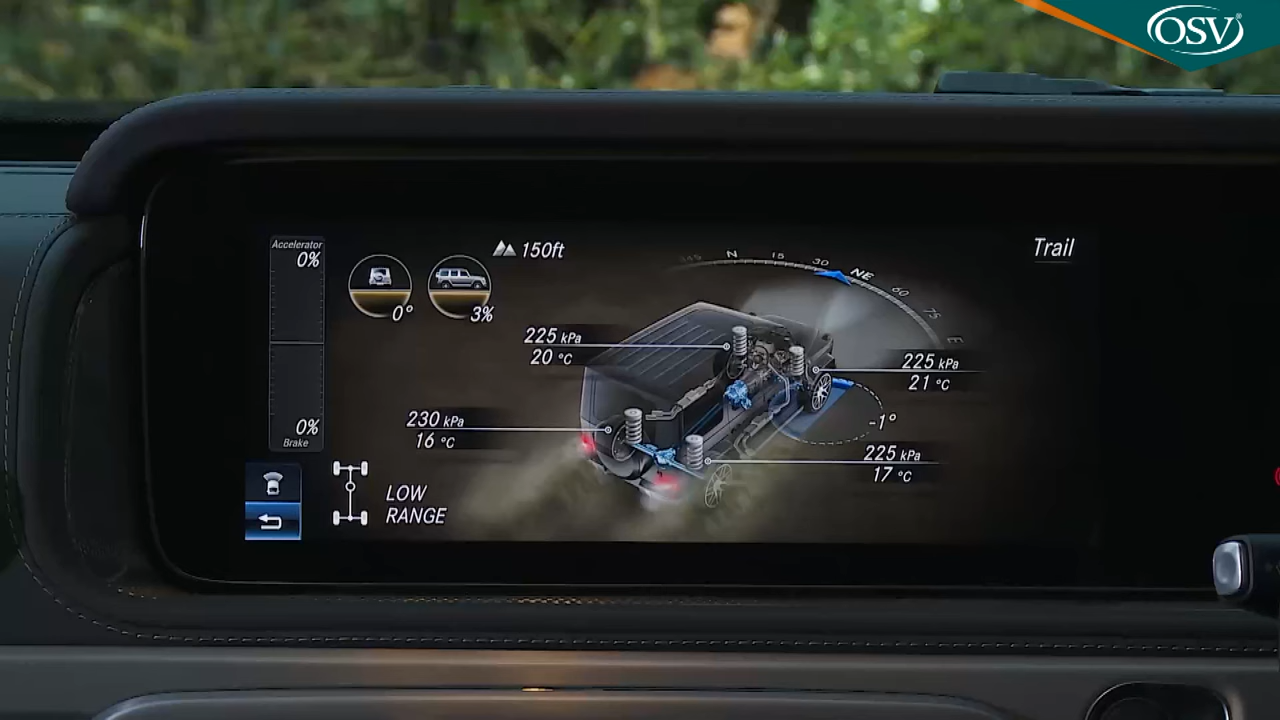 OSV
Accelerator
0%
150ft
Trail
0°
3%
345 N 15 30 NE 60 75 E
225 kPa
20 °C
225 kPa
21 °C
230 kPa
16 °C
-1°
225 kPa
17 °C
0%
Brake
LOW
RANGE